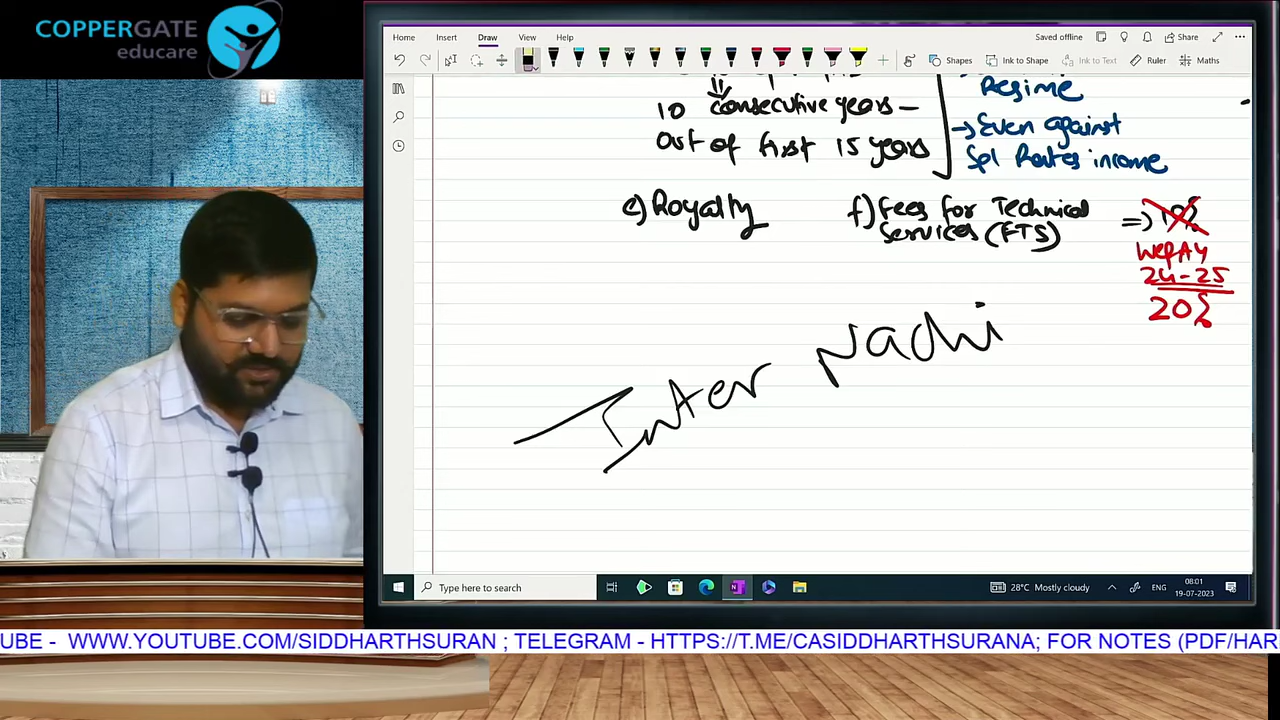 COPPERGATE
educare
Home Insert Draw View Help
Saved offline
Share
Shapes
Ink to Shape
Ink to Text
Ruler
Maths
10 consecutive years –
out of first 15 years
Regime
→ Even against
Spl Rates income
e) Royalty
f) Fees for Technical
Services (FTS)
=) 10%
Wef AY
24-25
20%
Inter Nadhi
Type here to search
28°C Mostly cloudy
ENG
08:01
19-07-2023
UBE - WWW.YOUTUBE.COM/SIDDHARTHSURAN ; TELEGRAM - HTTPS://T.ME/CASIDDHARTHSURANA; FOR NOTES (PDF/HAR